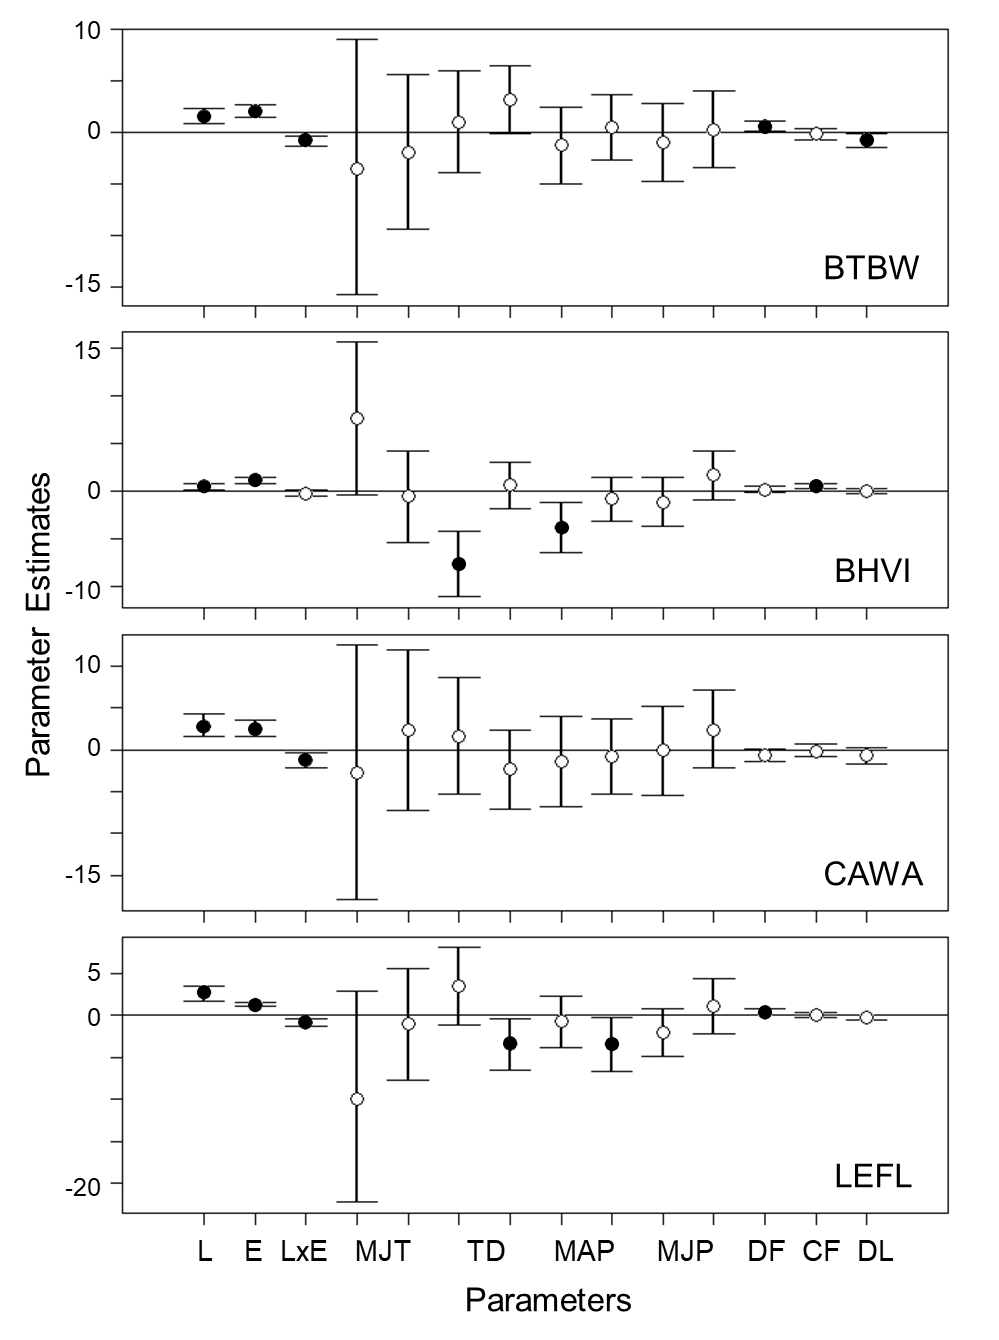 10
0
-15
BTBW
15
0
-10
BHVI
10
0
-15
CAWA
5
0
-20
LEFL
Parameter Estimates
L E LxE MJT TD MAP MJP DF CF DL
Parameters